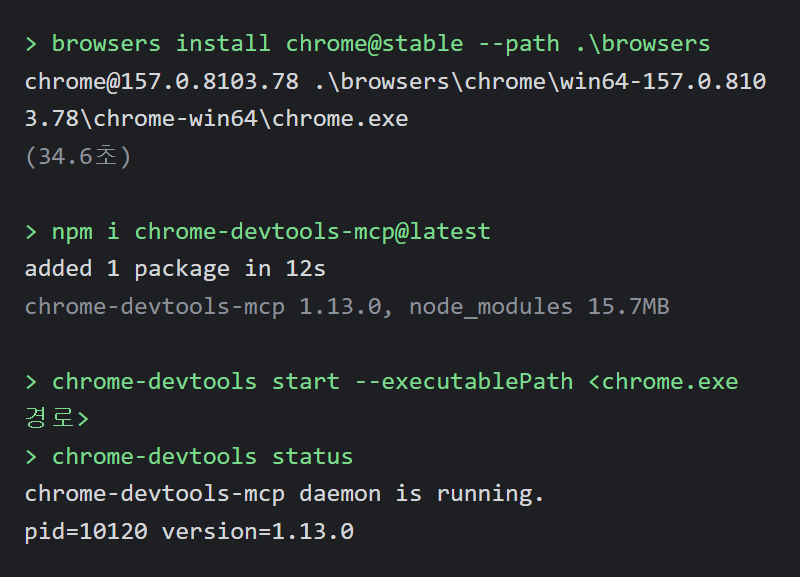 > browsers install chrome@stable --path .\browsers
chrome@157.0.8103.78 .\browsers\chrome\win64-157.0.810
3.78\chrome-win64\chrome.exe
(34.6초)
> npm i chrome-devtools-mcp@latest
added 1 package in 12s
chrome-devtools-mcp 1.13.0, node_modules 15.7MB
> chrome-devtools start --executablePath <chrome.exe
경로>
> chrome-devtools status
chrome-devtools-mcp daemon is running.
pid=10120 version=1.13.0